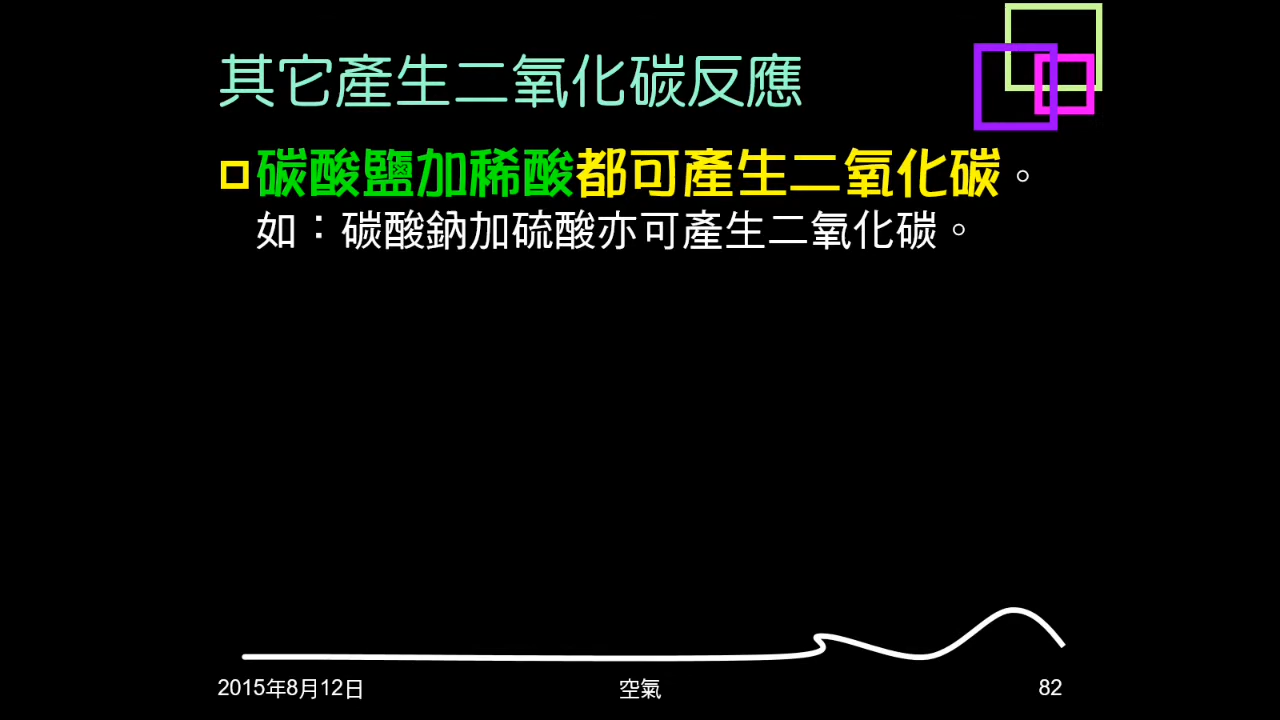 其它產生二氧化碳反應
碳酸鹽加稀酸都可產生二氧化碳。
如：碳酸鈉加硫酸亦可產生二氧化碳。
2015年8月12日
空氣
82